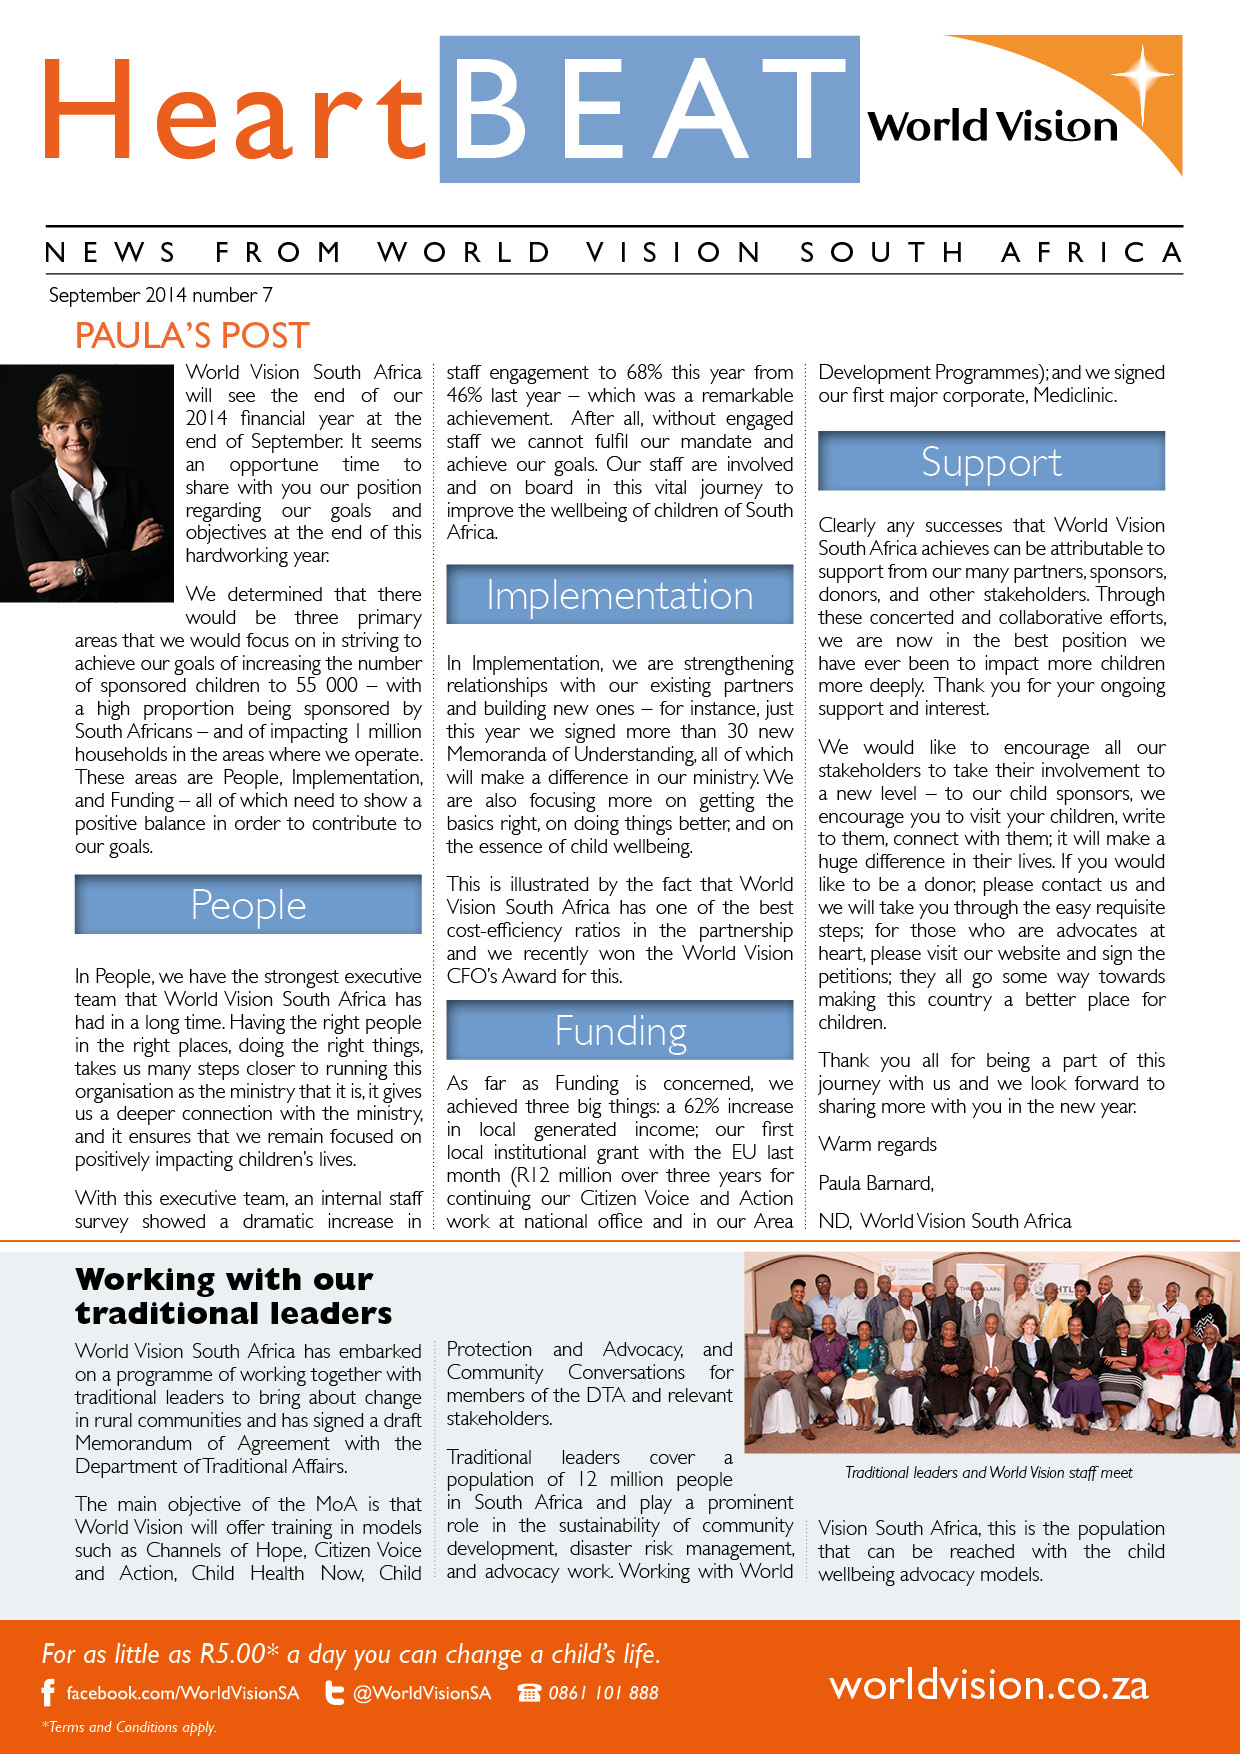 HeartBEAT
World Vision
NEWS FROM WORLD VISION SOUTH AFRICA
September 2014 number 7
PAULA'S POST
World Vision South Africa
will see the end of our
2014 financial year at the
end of September. It seems
an opportune time to
share with you our position
regarding our goals and
objectives at the end of this
hardworking year.
We determined that there
would be three primary
areas that we would focus on in striving to
achieve our goals of increasing the number
of sponsored children to 55 000 – with
a high proportion being sponsored by
South Africans – and of impacting 1 million
households in the areas where we operate.
These areas are People, Implementation,
and Funding – all of which need to show a
positive balance in order to contribute to
our goals.
People
In People, we have the strongest executive
team that World Vision South Africa has
had in a long time. Having the right people
in the right places, doing the right things,
takes us many steps closer to running this
organisation as the ministry that it is, it gives
us a deeper connection with the ministry,
and it ensures that we remain focused on
positively impacting children's lives.
With this executive team, an internal staff
survey showed a dramatic increase in
staff engagement to 68% this year from
46% last year – which was a remarkable
achievement. After all, without engaged
staff we cannot fulfil our mandate and
achieve our goals. Our staff are involved
and on board in this vital journey to
improve the wellbeing of children of South
Africa.
Implementation
In Implementation, we are strengthening
relationships with our existing partners
and building new ones – for instance, just
this year we signed more than 30 new
Memoranda of Understanding, all of which
will make a difference in our ministry. We
are also focusing more on getting the
basics right, on doing things better, and on
the essence of child wellbeing.
This is illustrated by the fact that World
Vision South Africa has one of the best
cost-efficiency ratios in the partnership
and we recently won the World Vision
CFO's Award for this.
Funding
As far as Funding is concerned, we
achieved three big things: a 62% increase
in local generated income; our first
local institutional grant with the EU last
month (R12 million over three years for
continuing our Citizen Voice and Action
work at national office and in our Area
Development Programmes); and we signed
our first major corporate, Mediclinic.
Support
Clearly any successes that World Vision
South Africa achieves can be attributable to
support from our many partners, sponsors,
donors, and other stakeholders. Through
these concerted and collaborative efforts,
we are now in the best position we
have ever been to impact more children
more deeply. Thank you for your ongoing
support and interest.
We would like to encourage all our
stakeholders to take their involvement to
a new level – to our child sponsors, we
encourage you to visit your children, write
to them, connect with them; it will make a
huge difference in their lives. If you would
like to be a donor, please contact us and
we will take you through the easy requisite
steps; for those who are advocates at
heart, please visit our website and sign the
petitions; they all go some way towards
making this country a better place for
children.
Thank you all for being a part of this
journey with us and we look forward to
sharing more with you in the new year.
Warm regards
Paula Barnard,
ND, World Vision South Africa
Working with our
traditional leaders
World Vision South Africa has embarked
on a programme of working together with
traditional leaders to bring about change
in rural communities and has signed a draft
Memorandum of Agreement with the
Department of Traditional Affairs.
The main objective of the MoA is that
World Vision will offer training in models
such as Channels of Hope, Citizen Voice
and Action, Child Health Now, Child
Protection and Advocacy, and
Community Conversations for
members of the DTA and relevant
stakeholders.
Traditional leaders cover a
population of 12 million people
in South Africa and play a prominent
role in the sustainability of community
development, disaster risk management,
and advocacy work. Working with World
Traditional leaders and World Vision staff meet
Vision South Africa, this is the population
that can be reached with the child
wellbeing advocacy models.
For as little as R5.00* a day you can change a child's life.
facebook.com/WorldVisionSA @WorldVisionSA 0861 101 888
*Terms and Conditions apply.
worldvision.co.za